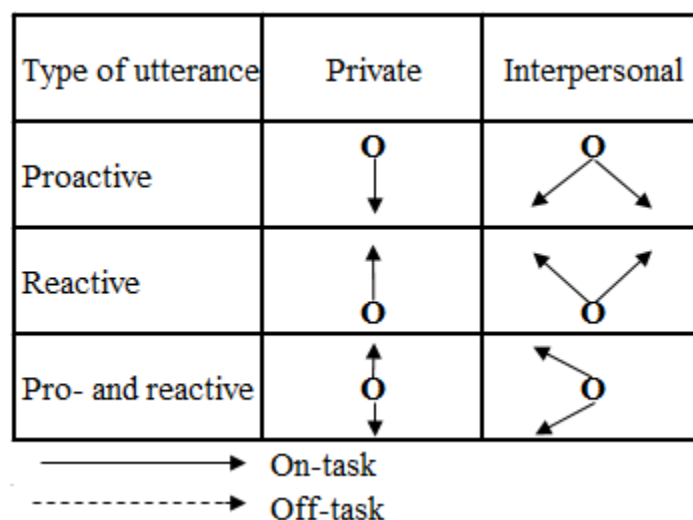 Type of utterance Private Interpersonal
Proactive O O
Reactive O O
Pro- and reactive O O
On-task
Off-task